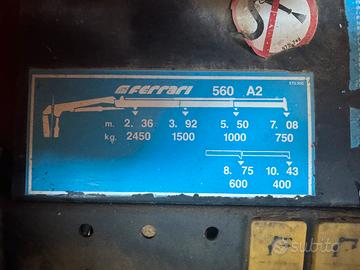 Ferrari 560 A2
m. 2. 36 3. 92 5. 50 7. 08
kg. 2450 1500 1000 750
8. 75 10. 43
600 400
subito